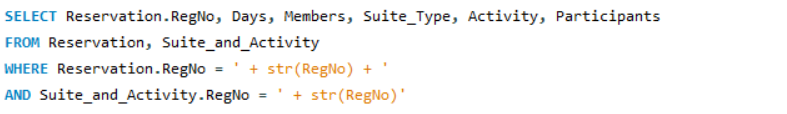 SELECT Reservation.RegNo, Days, Members, Suite_Type, Activity, Participants
FROM Reservation, Suite_and_Activity
WHERE Reservation.RegNo = ' + str(RegNo) + '
AND Suite_and_Activity.RegNo = ' + str(RegNo)'